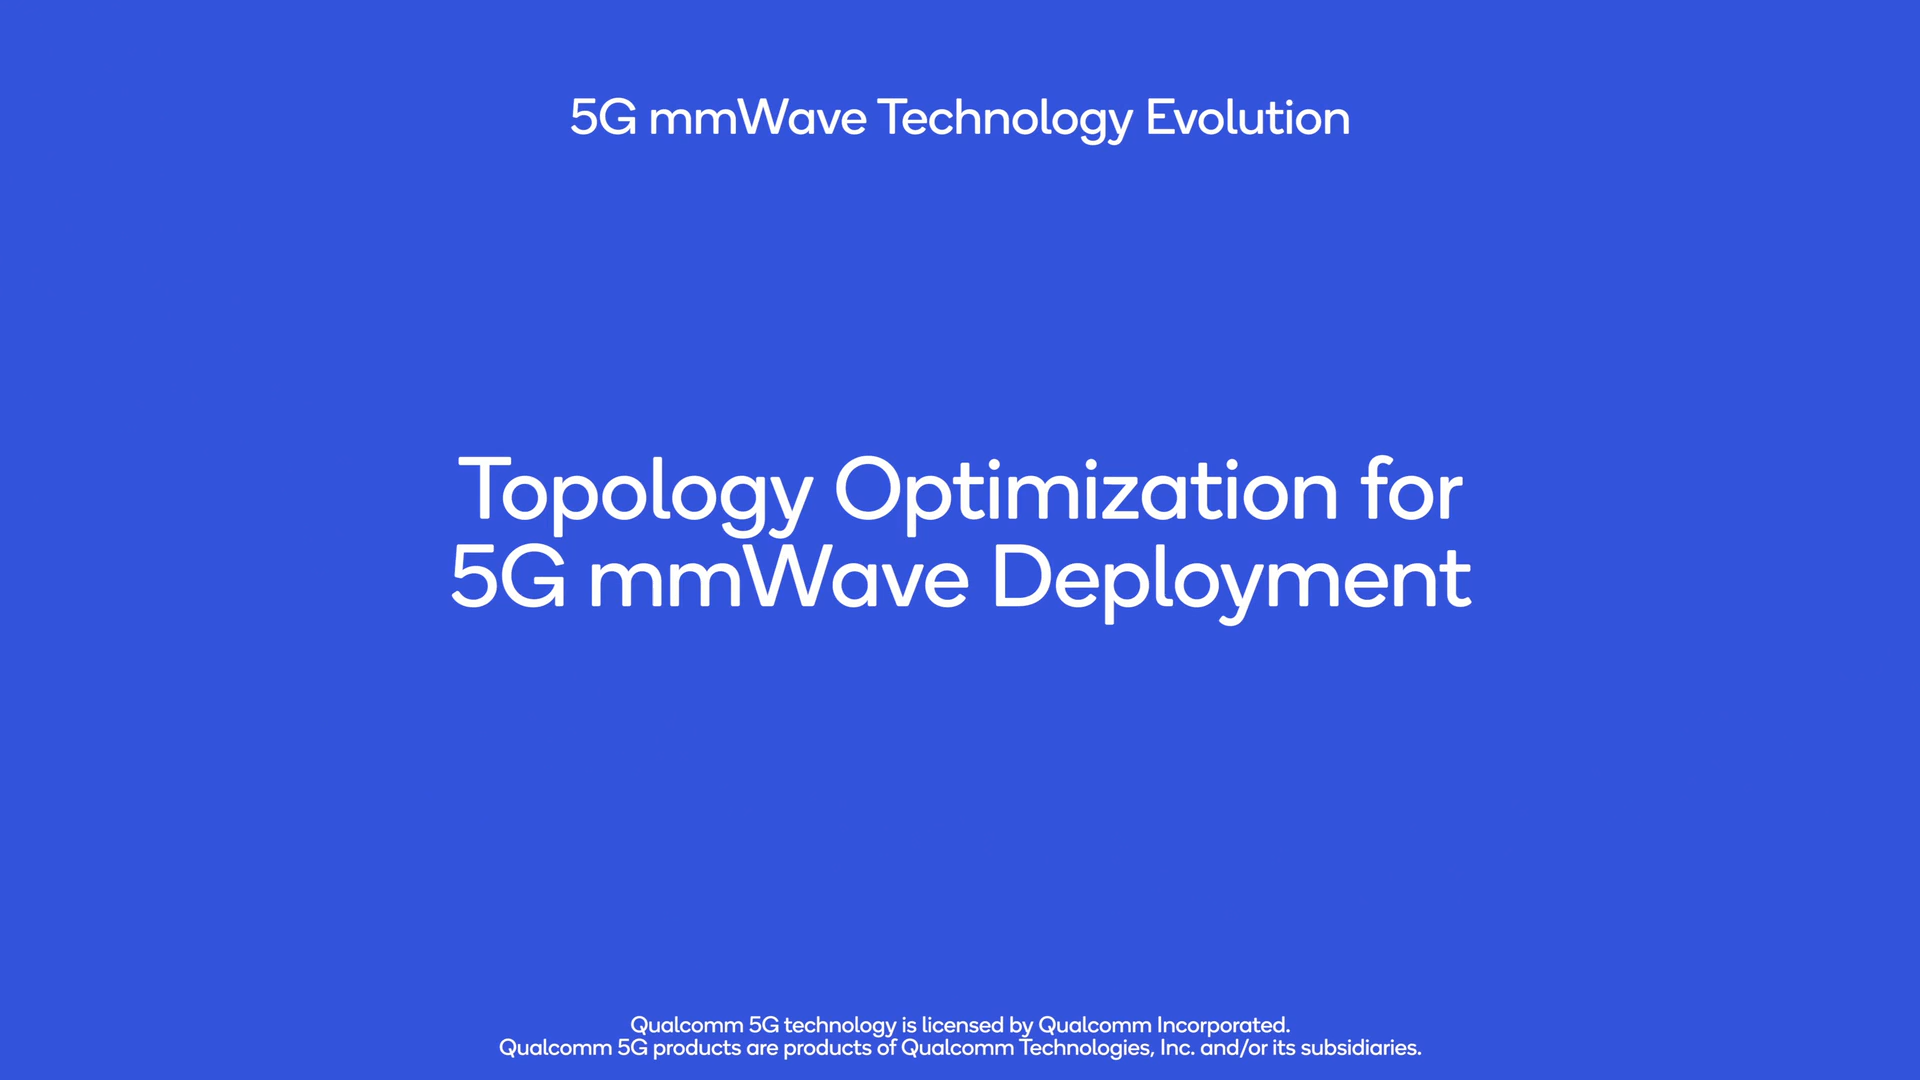 5G mmWave Technology Evolution
Topology Optimization for
5G mmWave Deployment
Qualcomm 5G technology is licensed by Qualcomm Incorporated.
Qualcomm 5G products are products of Qualcomm Technologies, Inc. and/or its subsidiaries.